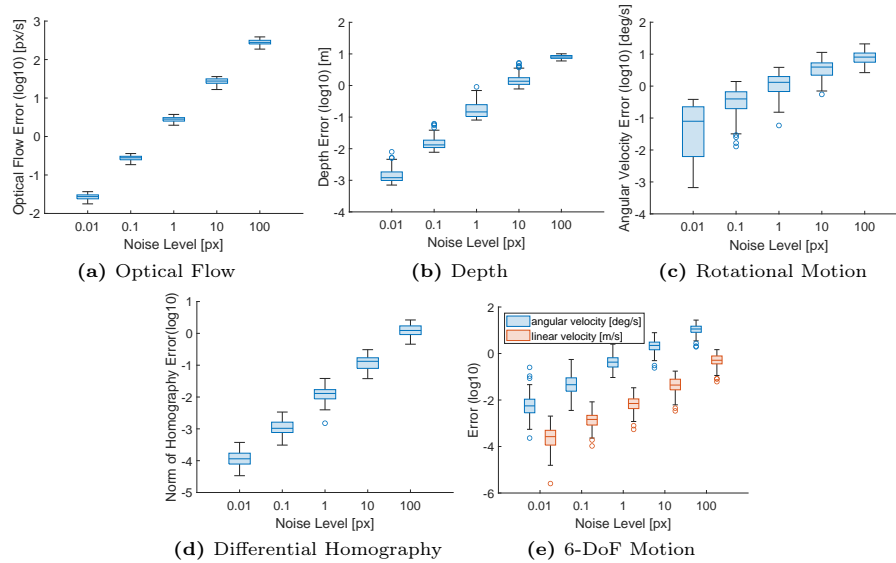 Optical Flow Error (log10) [px/s]
3
2
1
0
-1
-2
0.01 0.1 1 10 100
Noise Level [px]
(a) Optical Flow
Depth Error (log10) [m]
2
1
0
-1
-2
-3
-4
0.01 0.1 1 10 100
Noise Level [px]
(b) Depth
Angular Velocity Error (log10) [deg/s]
2
1
0
-1
-2
-3
-4
0.01 0.1 1 10 100
Noise Level [px]
(c) Rotational Motion
Norm of Homography Error(log10)
1
0
-1
-2
-3
-4
-5
0.01 0.1 1 10 100
Noise Level [px]
(d) Differential Homography
Error (log10)
2
0
-2
-4
-6
angular velocity [deg/s]
linear velocity [m/s]
0.01 0.1 1 10 100
Noise Level [px]
(e) 6-DoF Motion